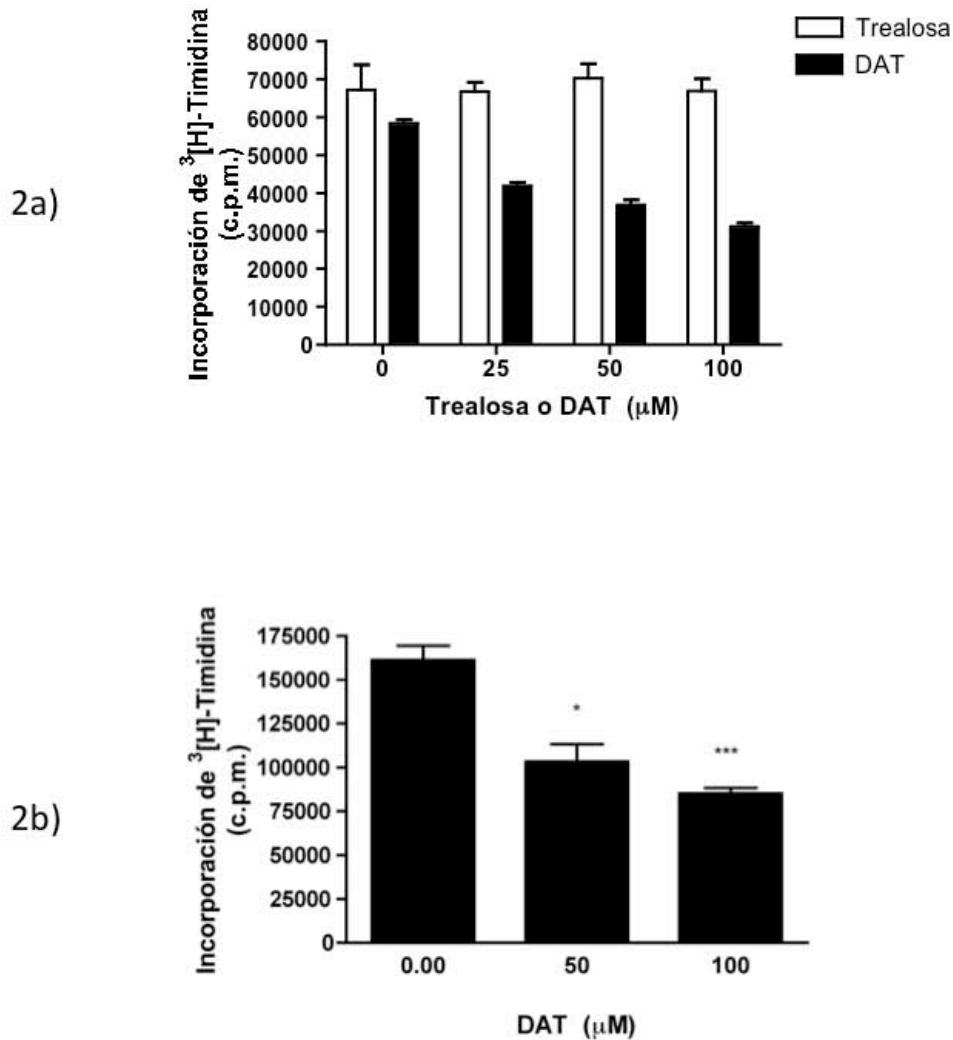 Trealosa
DAT
2a)
Incorporación de ³[H]-Timidina
(c.p.m.)
80000
70000
60000
50000
40000
30000
20000
10000
0
0 25 50 100
Trealosa o DAT (μM)
2b)
Incorporación de ³[H]-Timidina
(c.p.m.)
175000
150000
125000
100000
75000
50000
25000
0
*
***
0.00 50 100
DAT (μM)